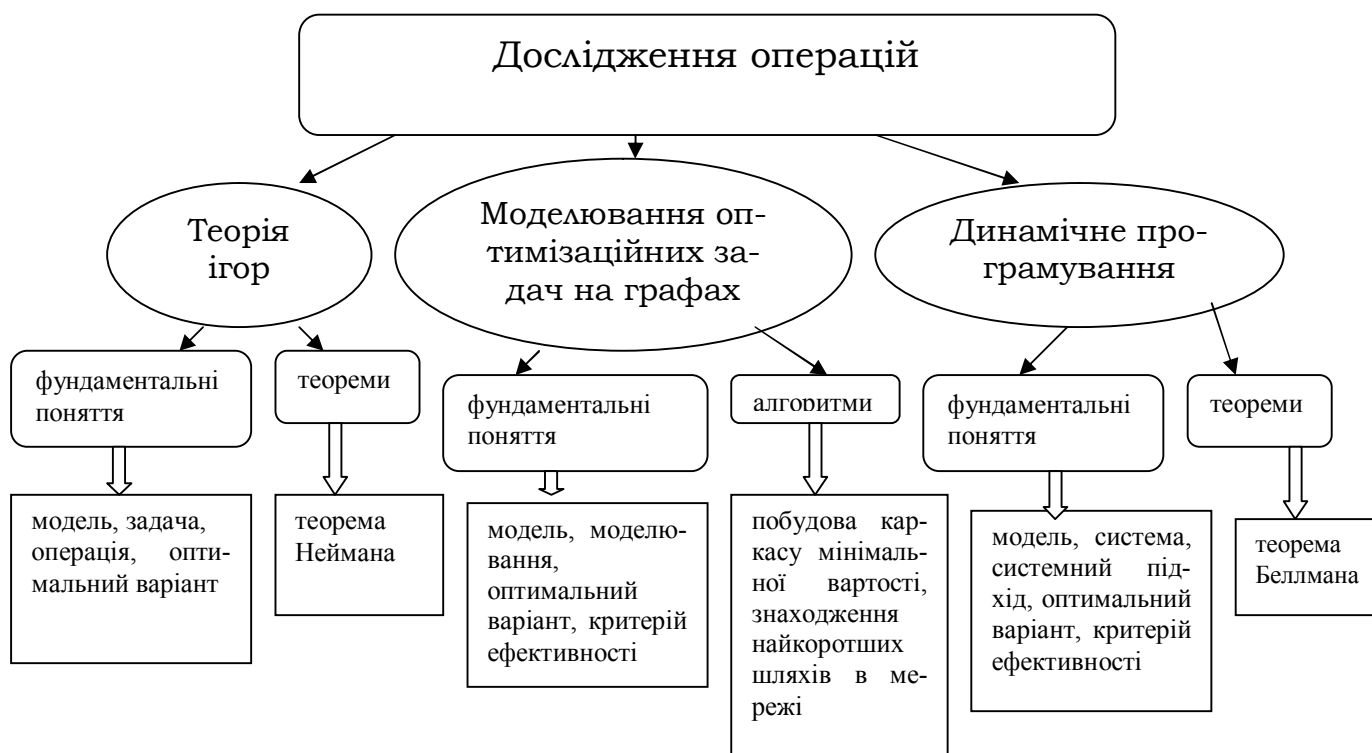 Дослідження операцій
Теорія
ігор
Моделювання оп-
тимізаційних за-
дач на графах
Динамічне про-
грамування
фундаментальні
поняття
теореми
фундаментальні
поняття
алгоритми
фундаментальні
поняття
теореми
модель, задача,
операція, опти-
мальний варіант
теорема
Неймана
модель, моделю-
вання,
оптимальний
варіант, критерій
ефективності
побудова кар-
касу мінімаль-
ної вартості,
знаходження
найкоротших
шляхів в ме-
режі
модель, система,
системний під-
хід, оптимальний
варіант, критерій
ефективності
теорема
Беллмана